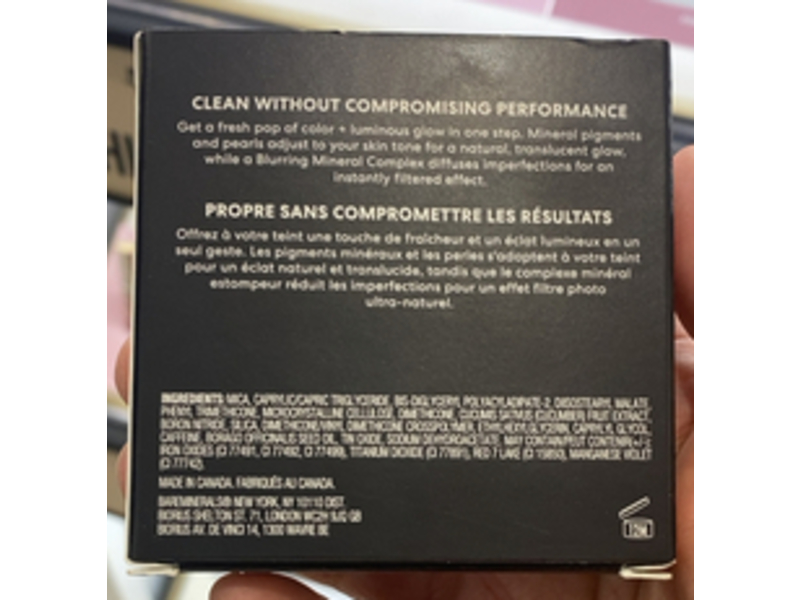 CLEAN WITHOUT COMPROMISING PERFORMANCE
Get a fresh pop of color + luminous glow in one step. Mineral pigments
and pearls adjust to your skin tone for a natural, translucent glow,
while a Blurring Mineral Complex diffuses imperfections for an
instantly filtered effect.
PROPRE SANS COMPROMETTRE LES RÉSULTATS
Offrez à votre teint une touche de fraîcheur et un éclat lumineux en un
seul geste. Les pigments minéraux et les perles s'adaptent à votre teint
pour un éclat naturel et translucide, tandis que le complexe minéral
estompeur réduit les imperfections pour un effet filtre photo
ultra-naturel.
INGREDIENTS: MICA, CAPRYLIC/CAPRIC TRIGLYCERIDE, BIS-DIGLYCERYL POLYACYLADIPATE-2, DIISOSTEARYL MALATE,
PHENYL TRIMETHICONE, MICROCRYSTALLINE CELLULOSE, DIMETHICONE, CUCUMIS SATIVUS (CUCUMBER) FRUIT EXTRACT,
BORON NITRIDE, SILICA, DIMETHICONE/VINYL DIMETHICONE CROSSPOLYMER, ETHYLHEXYLGLYCERIN, CAPRYLYL GLYCOL,
CAFFEINE, BORAGO OFFICINALIS SEED OIL, TIN OXIDE, SODIUM DEHYDROACETATE, MAY CONTAIN/PEUT CONTENIR(+/-):
IRON OXIDES (CI 77491, CI 77492, CI 77499), TITANIUM DIOXIDE (CI 77891), RED 7 LAKE (CI 15850), MANGANESE VIOLET
(CI 77742).
MADE IN CANADA. FABRIQUÉS AU CANADA.
BAREMINERALS® NEW YORK, NY 10110 DIST.
BORIUS SHELTON ST. 71, LONDON WC2H 9JQ GB
BORIUS AV. DE VINCI 14, 1300 WAVRE BE
12M